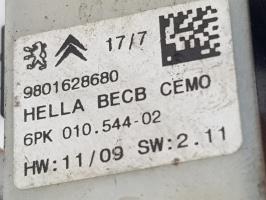 17/7
9801628680
HELLA BECB CEMO
6PK 010.544-02
HW:11/09 SW:2.11